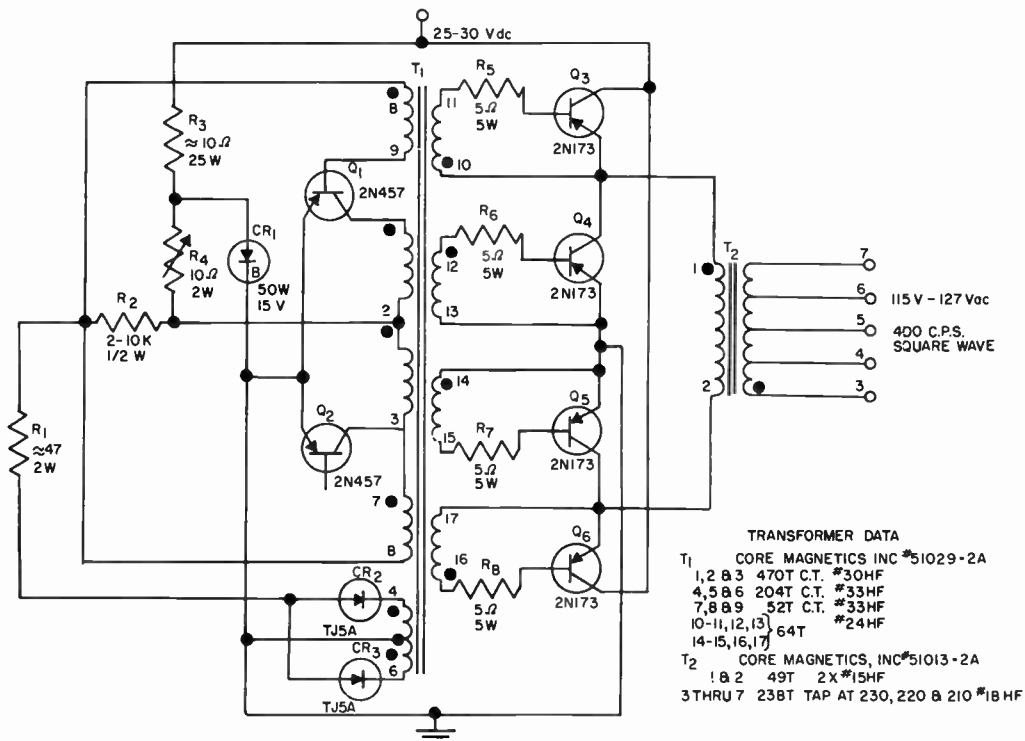 25-30 Vdc
T1
R5
5Ω
5W
Q3
2N173
11
10
8
9
R3
≈10Ω
25W
Q1
2N457
R4
10Ω
2W
CR1
B
50W
15V
R6
5Ω
5W
Q4
2N173
12
13
2
R2
2-10K
1/2 W
T2
1
2
7
6
5
4
3
115V-127Vac
400 C.P.S.
SQUARE WAVE
R1
≈47
2W
Q2
2N457
3
7
8
14
15
R7
5Ω
5W
Q5
2N173
17
16
R8
5Ω
5W
Q6
2N173
CR2
TJ5A
4
CR3
TJ5A
6
TRANSFORMER DATA
T1 CORE MAGNETICS INC #51029-2A
1,2 & 3 470T C.T. #30HF
4,5 & 6 204T C.T. #33HF
7,8 & 9 52T C.T. #33HF
10-11,12,13
14-15,16,17} 64T #24HF
T2 CORE MAGNETICS, INC #51013-2A
1 & 2 49T 2X #15HF
3 THRU 7 238T TAP AT 230, 220 & 210 #18HF